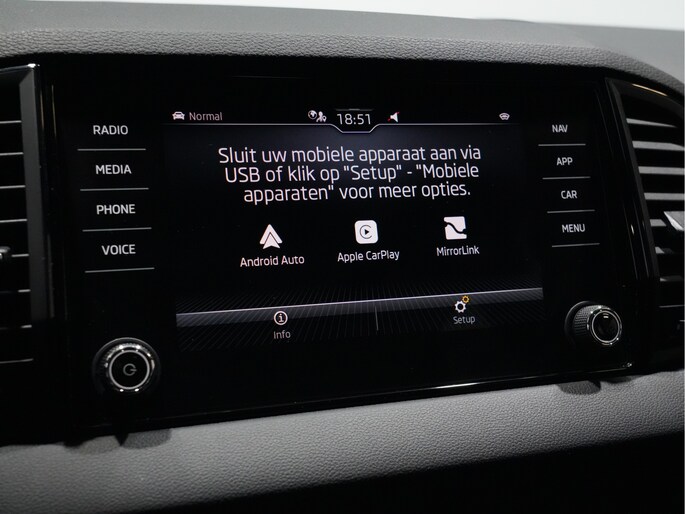 RADIO
MEDIA
PHONE
VOICE
Normal
18:51
Sluit uw mobiele apparaat aan via
USB of klik op "Setup" - "Mobiele
apparaten" voor meer opties.
Android Auto
Apple CarPlay
MirrorLink
Info
Setup
NAV
APP
CAR
MENU